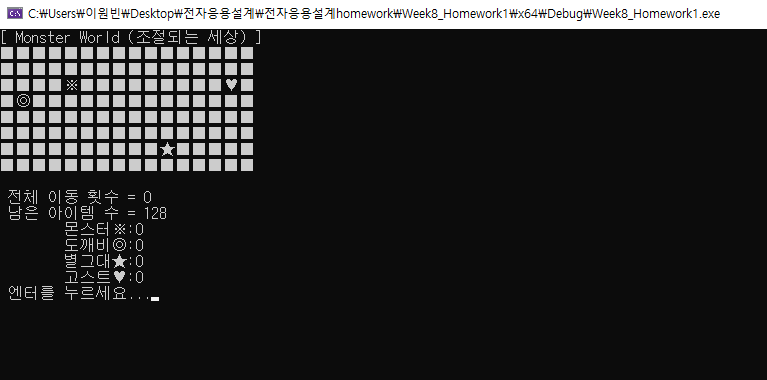 C:\Users\이원빈\Desktop\전자응용설계\전자응용설계homework\Week8_Homework1\x64\Debug\Week8_Homework1.exe
[ Monster World (조절되는 세상) ]
■■■■■■■■■■■■■■■■
■■■■■■■■■■■■■■■■
■■■■※■■■■■■■■■♥■
■◎■■■■■■■■■■■■■■
■■■■■■■■■■■■■■■■
■■■■■■■■■■■■■■■■
■■■■■■■■■■★■■■■■
■■■■■■■■■■■■■■■■
전체 이동 횟수 = 0
남은 아이템 수 = 128
몬스터※:0
도깨비◎:0
별그대★:0
고스트♥:0
엔터를 누르세요...